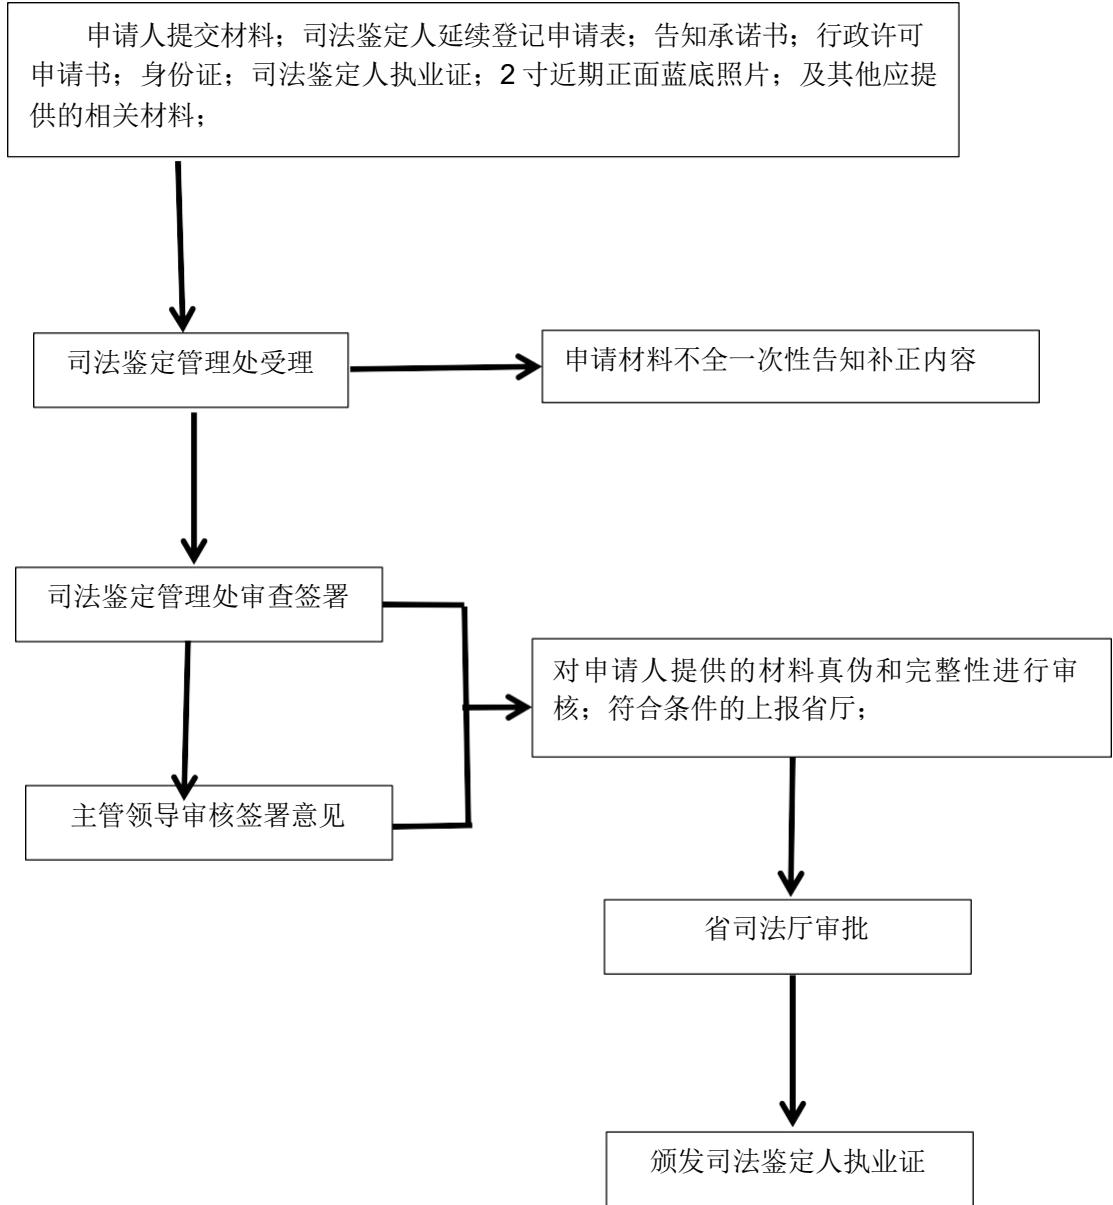 申请人提交材料；司法鉴定人延续登记申请表；告知承诺书；行政许可
申请书；身份证；司法鉴定人执业证；2 寸近期正面蓝底照片；及其他应提
供的相关材料；
司法鉴定管理处受理
申请材料不全一次性告知补正内容
司法鉴定管理处审查签署
对申请人提供的材料真伪和完整性进行审
核；符合条件的上报省厅；
主管领导审核签署意见
省司法厅审批
颁发司法鉴定人执业证